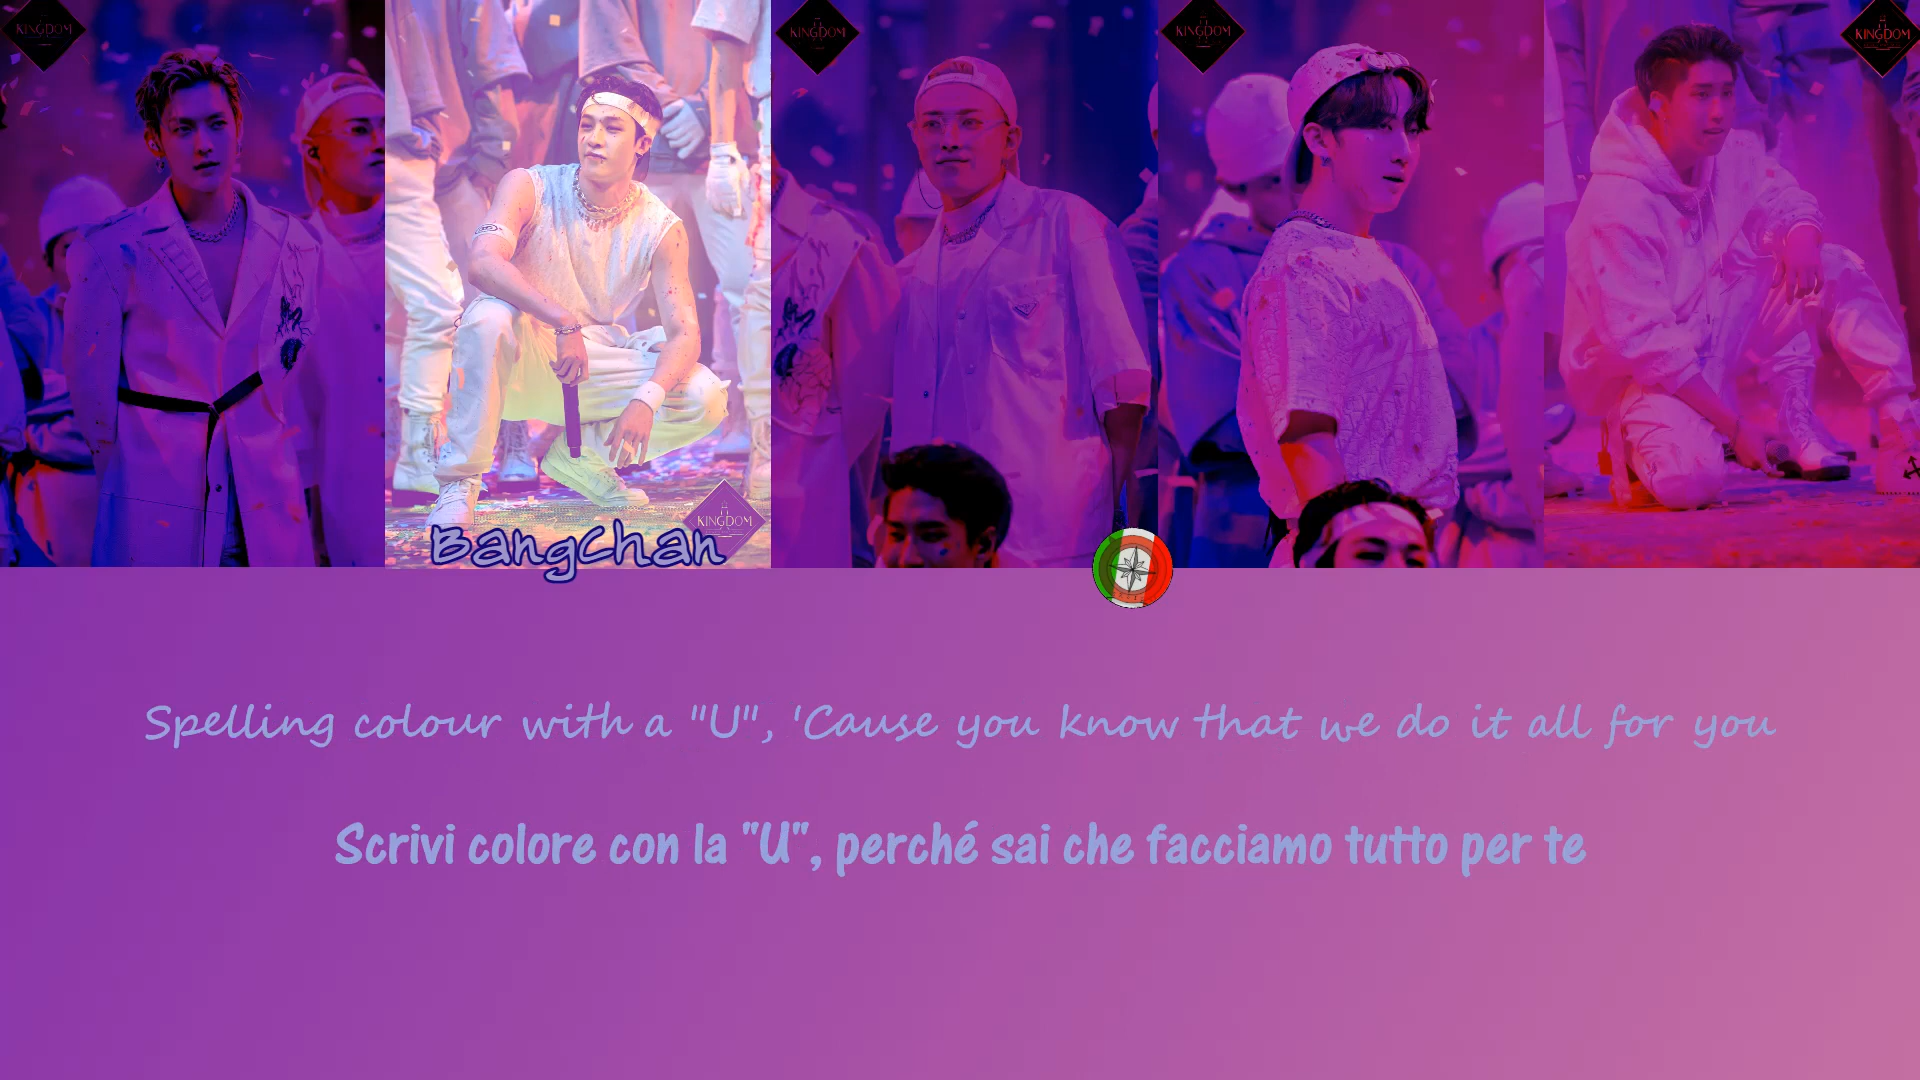 KINGDOM
KINGDOM
KINGDOM
KINGDOM
KINGDOM
BangChan
Spelling colour with a "U", 'Cause you know that we do it all for you
Scrivi colore con la "U", perché sai che facciamo tutto per te